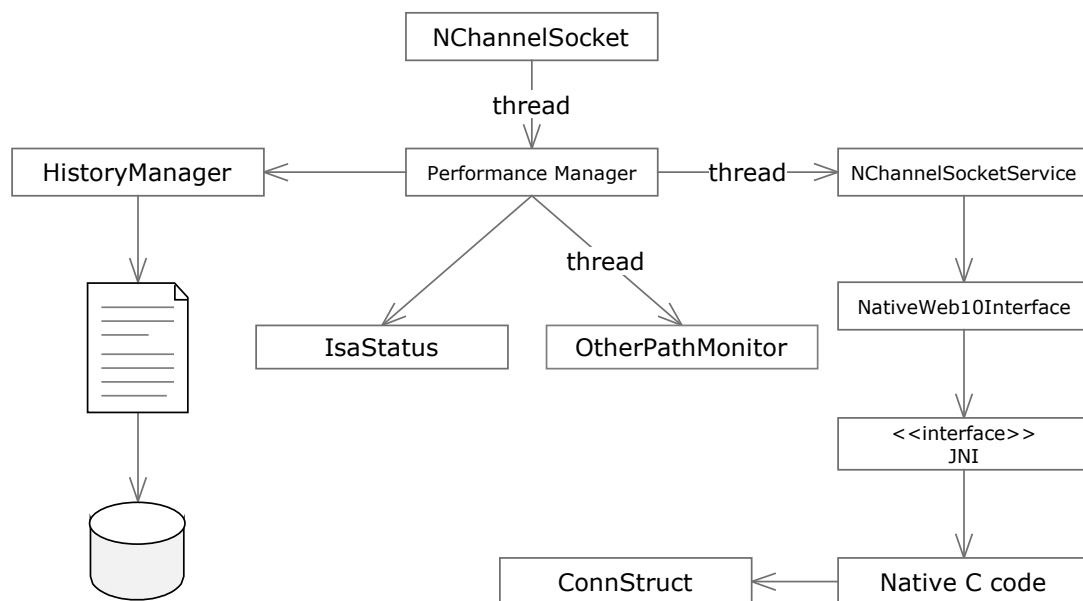 NChannelSocket
thread
HistoryManager
Performance Manager
thread
NChannelSocketService
thread
NativeWeb10Interface
IsaStatus
OtherPathMonitor
<<interface>>
JNI
ConnStruct
Native C code